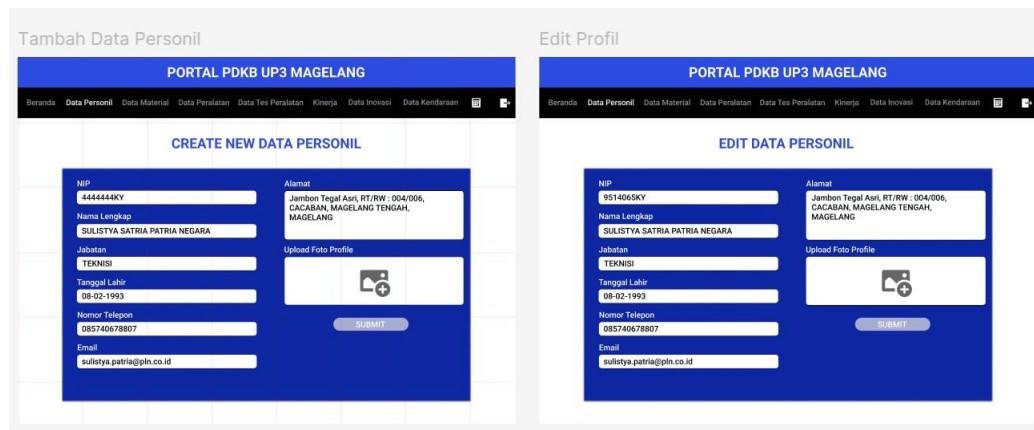 Tambah Data Personil
PORTAL PDKB UP3 MAGELANG
Beranda Data Personil Data Material Data Peralatan Data Tes Peralatan Kinerja Data Inovasi Data Kendaraan
CREATE NEW DATA PERSONIL
NIP
4444444KY
Nama Lengkap
SULISTYA SATRIA PATRIA NEGARA
Jabatan
TEKNISI
Tanggal Lahir
08-02-1993
Nomor Telepon
085740678807
Email
sulistya.patria@pln.co.id
Alamat
Jambon Tegal Asri, RT/RW : 004/006,
CACABAN, MAGELANG TENGAH,
MAGELANG
Upload Foto Profile
SUBMIT
Edit Profil
PORTAL PDKB UP3 MAGELANG
Beranda Data Personil Data Material Data Peralatan Data Tes Peralatan Kinerja Data Inovasi Data Kendaraan
EDIT DATA PERSONIL
NIP
9514065KY
Nama Lengkap
SULISTYA SATRIA PATRIA NEGARA
Jabatan
TEKNISI
Tanggal Lahir
08-02-1993
Nomor Telepon
085740678807
Email
sulistya.patria@pln.co.id
Alamat
Jambon Tegal Asri, RT/RW : 004/006,
CACABAN, MAGELANG TENGAH,
MAGELANG
Upload Foto Profile
SUBMIT